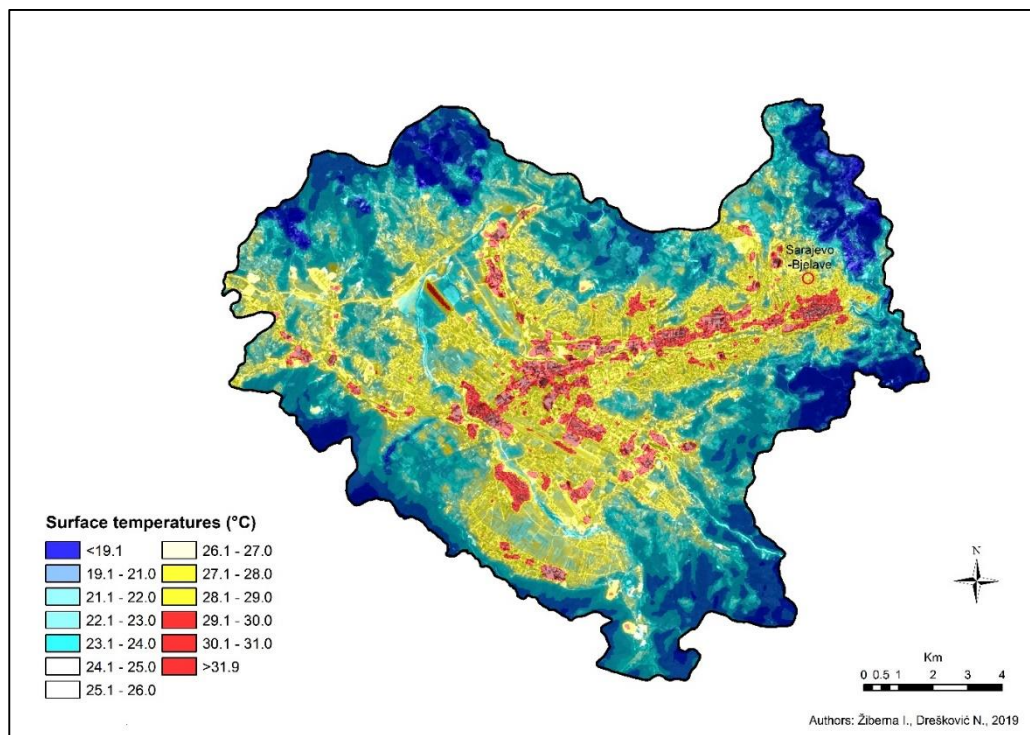 Sarajevo
-Bjelave
Surface temperatures (°C)
<19.1
19.1 - 21.0
21.1 - 22.0
22.1 - 23.0
23.1 - 24.0
24.1 - 25.0
25.1 - 26.0
26.1 - 27.0
27.1 - 28.0
28.1 - 29.0
29.1 - 30.0
30.1 - 31.0
>31.9
N
Km
0 0.5 1 2 3 4
Authors: Žiberna I., Drešković N., 2019